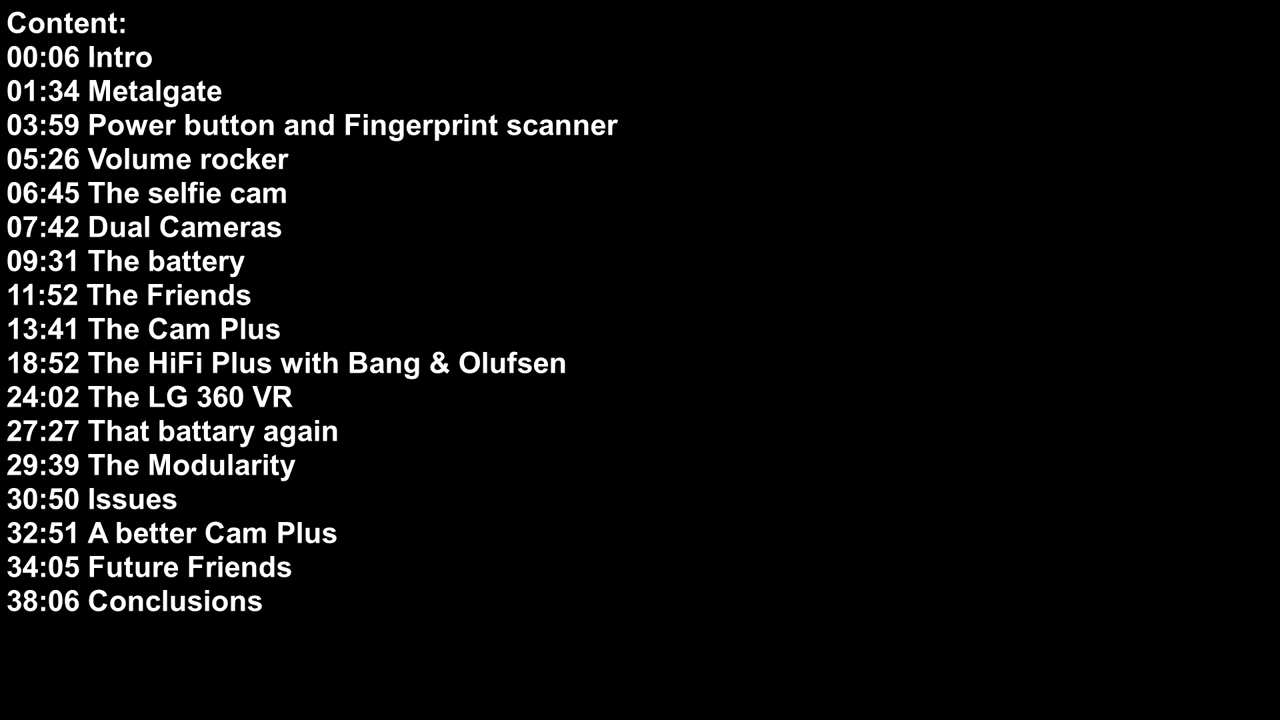 Content:
00:06 Intro
01:34 Metalgate
03:59 Power button and Fingerprint scanner
05:26 Volume rocker
06:45 The selfie cam
07:42 Dual Cameras
09:31 The battery
11:52 The Friends
13:41 The Cam Plus
18:52 The HiFi Plus with Bang & Olufsen
24:02 The LG 360 VR
27:27 That battary again
29:39 The Modularity
30:50 Issues
32:51 A better Cam Plus
34:05 Future Friends
38:06 Conclusions